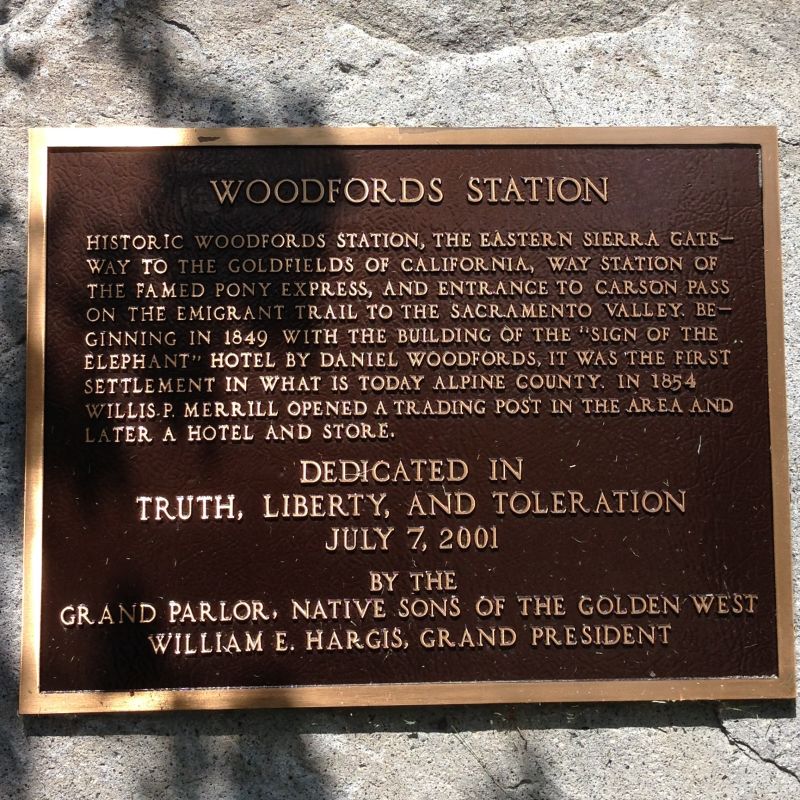 WOODFORDS STATION
HISTORIC WOODFORDS STATION, THE EASTERN SIERRA GATE-
WAY TO THE GOLDFIELDS OF CALIFORNIA, WAY STATION OF
THE FAMED PONY EXPRESS, AND ENTRANCE TO CARSON PASS
ON THE EMIGRANT TRAIL TO THE SACRAMENTO VALLEY. BE-
GINNING IN 1849 WITH THE BUILDING OF THE "SIGN OF THE
ELEPHANT" HOTEL BY DANIEL WOODFORDS, IT WAS THE FIRST
SETTLEMENT IN WHAT IS TODAY ALPINE COUNTY. IN 1854
WILLIS P. MERRILL OPENED A TRADING POST IN THE AREA AND
LATER A HOTEL AND STORE.
DEDICATED IN
TRUTH, LIBERTY, AND TOLERATION
JULY 7, 2001
BY THE
GRAND PARLOR, NATIVE SONS OF THE GOLDEN WEST
WILLIAM E. HARGIS, GRAND PRESIDENT